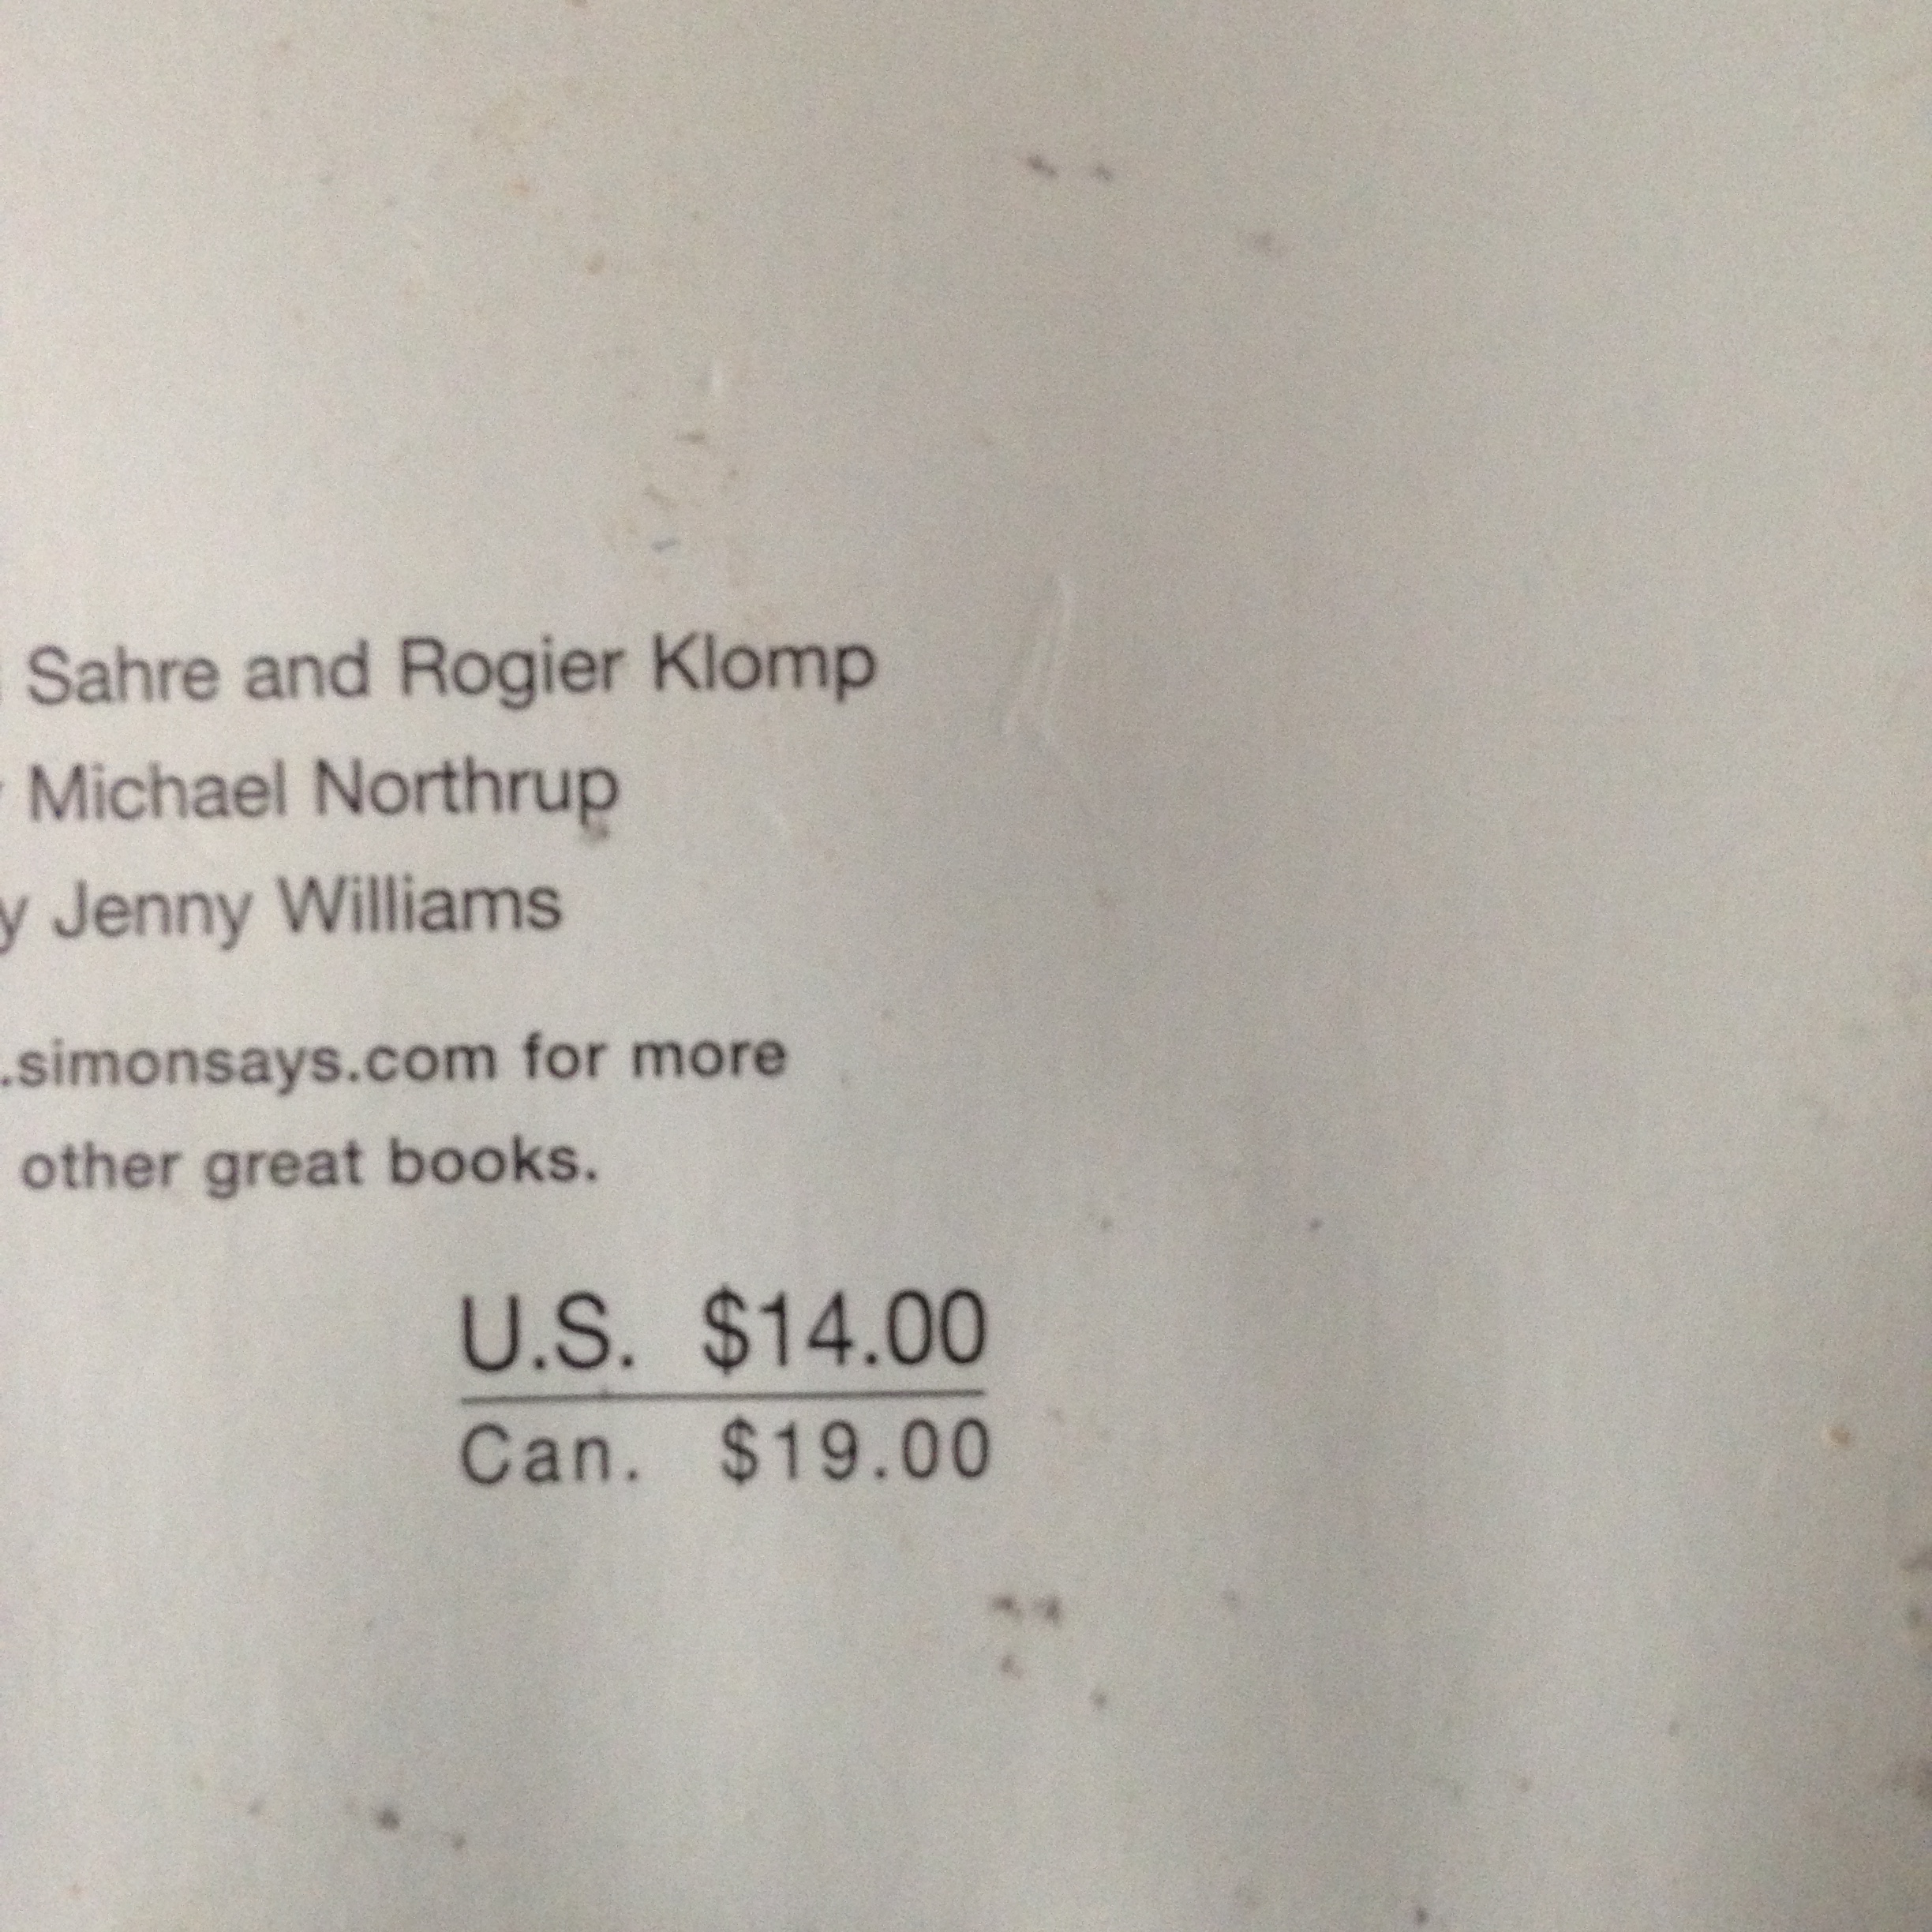 Sahre and Rogier Klomp
Michael Northrup
y Jenny Williams
.simonsays.com for more
other great books.
U.S. $14.00
Can. $19.00